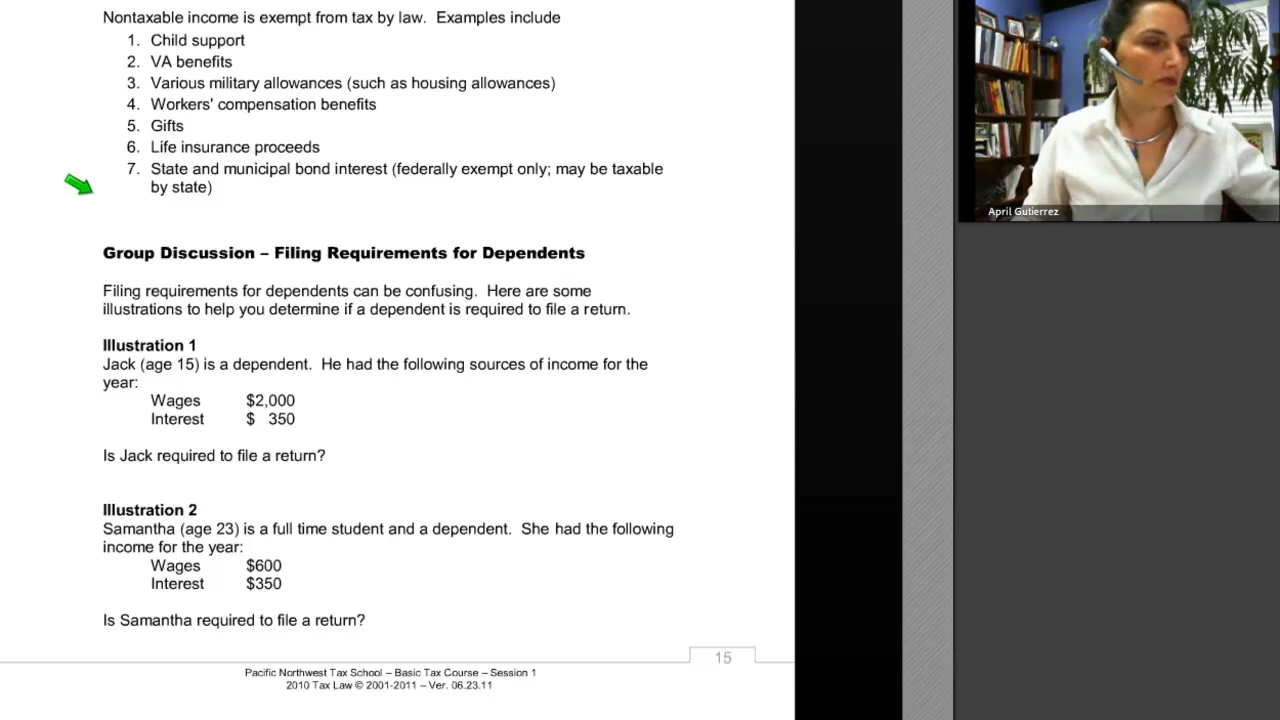 Nontaxable income is exempt from tax by law.  Examples include
1.  Child support
2.  VA benefits
3.  Various military allowances (such as housing allowances)
4.  Workers' compensation benefits
5.  Gifts
6.  Life insurance proceeds
7.  State and municipal bond interest (federally exempt only; may be taxable
by state)
Group Discussion – Filing Requirements for Dependents
Filing requirements for dependents can be confusing.  Here are some
illustrations to help you determine if a dependent is required to file a return.
Illustration 1
Jack (age 15) is a dependent.  He had the following sources of income for the
year:
Wages $2,000
Interest $ 350
Is Jack required to file a return?
Illustration 2
Samantha (age 23) is a full time student and a dependent.  She had the following
income for the year:
Wages $600
Interest $350
Is Samantha required to file a return?
15
Pacific Northwest Tax School – Basic Tax Course – Session 1
2010 Tax Law © 2001-2011 – Ver. 06.23.11
April Gutierrez